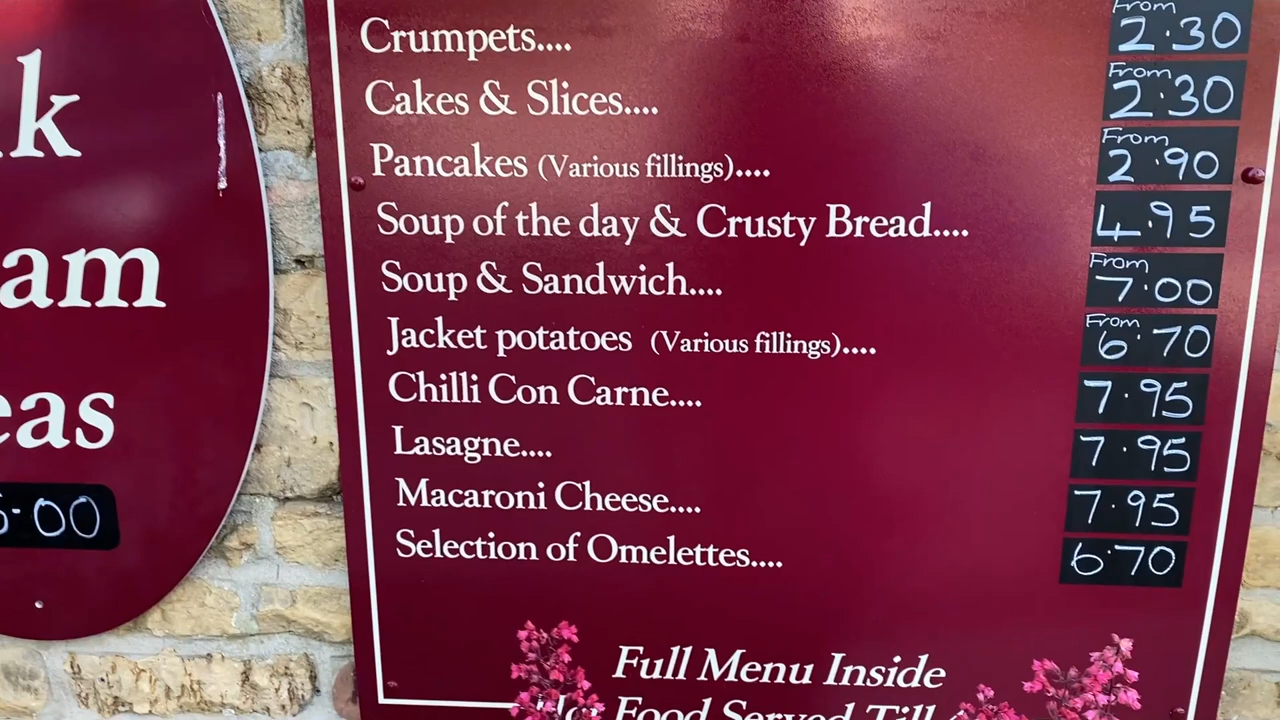 k
am
eas
00
Crumpets.... From 2.30
Cakes & Slices.... From 2.30
Pancakes (Various fillings).... From 2.90
Soup of the day & Crusty Bread.... 4.95
Soup & Sandwich.... From 7.00
Jacket potatoes (Various fillings).... From 6.70
Chilli Con Carne.... 7.95
Lasagne.... 7.95
Macaroni Cheese.... 7.95
Selection of Omelettes.... 6.70
Full Menu Inside
Food Served Till